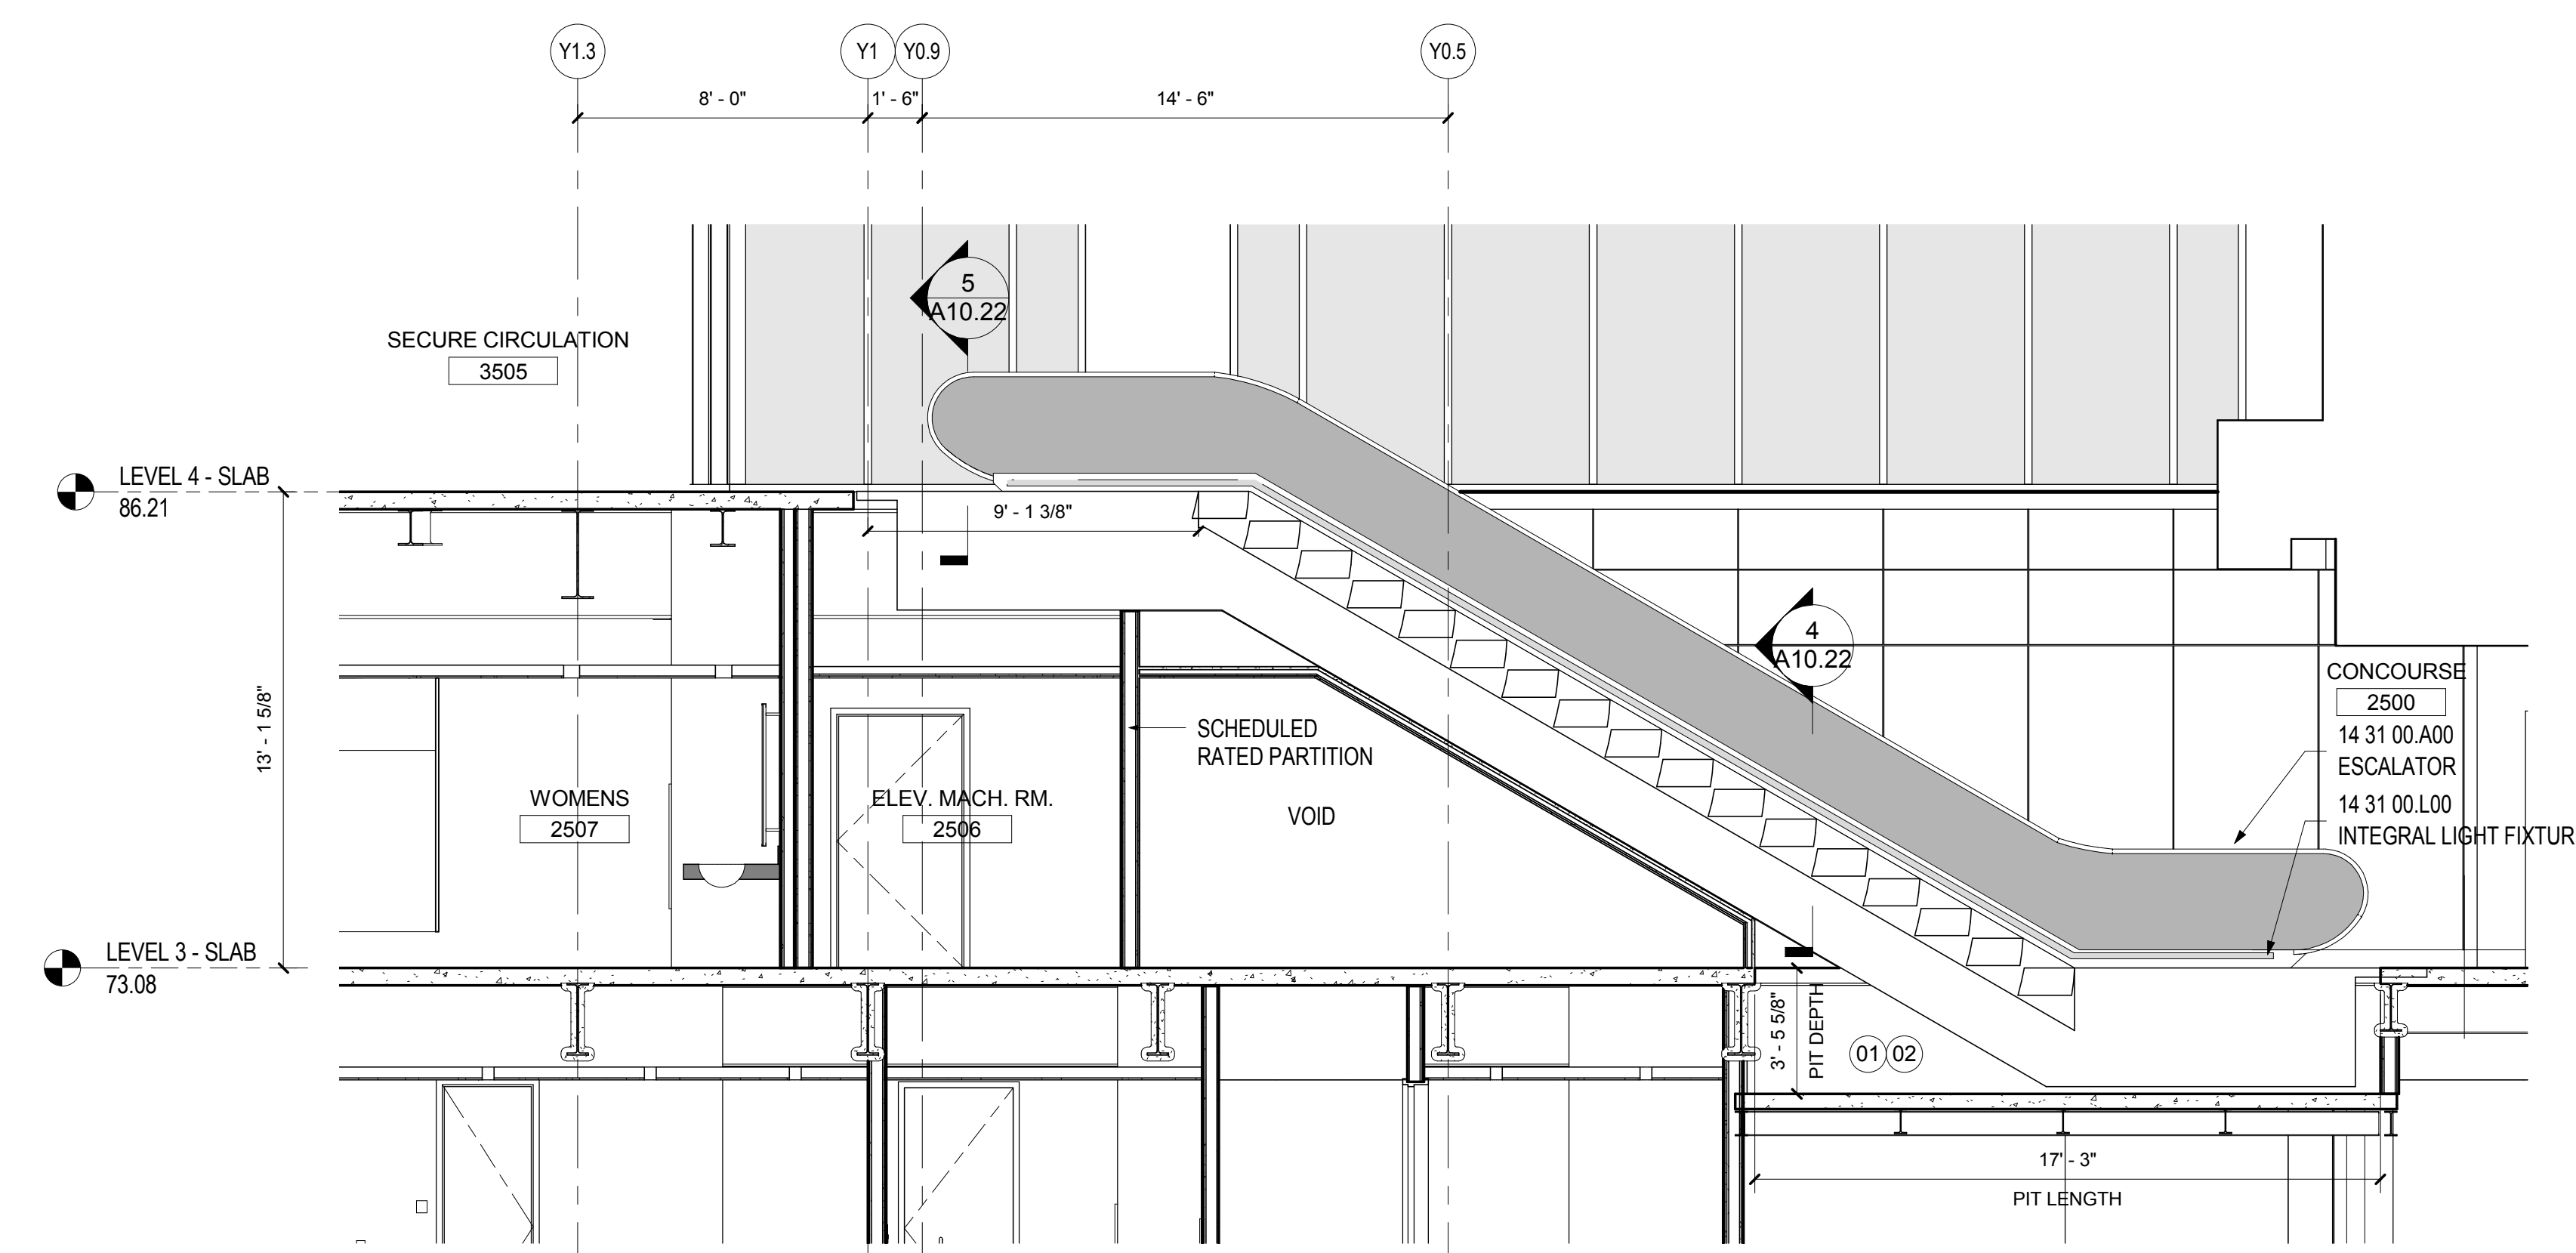 Y1.3
Y1
Y0.9
Y0.5
8' - 0"
1' - 6"
14' - 6"
5
A10.22
SECURE CIRCULATION
3505
LEVEL 4 - SLAB
86.21
9' - 1 3/8"
4
A10.22
CONCOURSE
2500
14 31 00.A00
ESCALATOR
14 31 00.L00
INTEGRAL LIGHT FIXTUR
13' - 1 5/8"
SCHEDULED
RATED PARTITION
WOMENS
2507
ELEV. MACH. RM.
2506
VOID
LEVEL 3 - SLAB
73.08
3' - 5 5/8"
PIT DEPTH
01 02
17' - 3"
PIT LENGTH